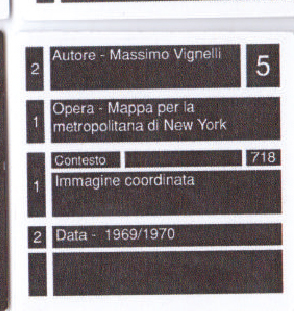 2 Autore - Massimo Vignelli 5
1 Opera - Mappa per la
metropolitana di New York
Contesto 718
1 Immagine coordinata
2 Data - 1969/1970